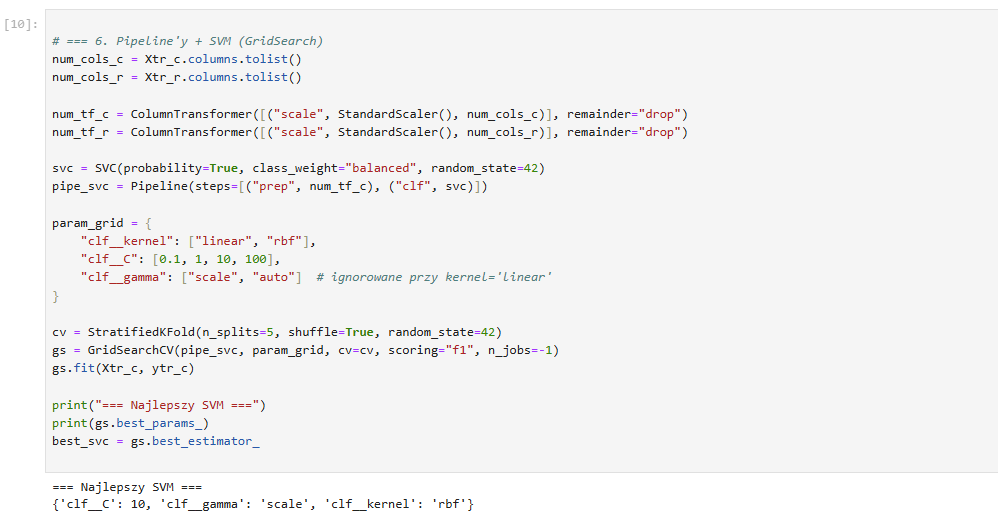 [10]:
# === 6. Pipeline'y + SVM (GridSearch)
num_cols_c = Xtr_c.columns.tolist()
num_cols_r = Xtr_r.columns.tolist()
num_tf_c = ColumnTransformer([("scale", StandardScaler(), num_cols_c)], remainder="drop")
num_tf_r = ColumnTransformer([("scale", StandardScaler(), num_cols_r)], remainder="drop")
svc = SVC(probability=True, class_weight="balanced", random_state=42)
pipe_svc = Pipeline(steps=[("prep", num_tf_c), ("clf", svc)])
param_grid = {
    "clf__kernel": ["linear", "rbf"],
    "clf__C": [0.1, 1, 10, 100],
    "clf__gamma": ["scale", "auto"]  # ignorowane przy kernel='linear'
}
cv = StratifiedKFold(n_splits=5, shuffle=True, random_state=42)
gs = GridSearchCV(pipe_svc, param_grid, cv=cv, scoring="f1", n_jobs=-1)
gs.fit(Xtr_c, ytr_c)
print("=== Najlepszy SVM ===")
print(gs.best_params_)
best_svc = gs.best_estimator_
=== Najlepszy SVM ===
{'clf__C': 10, 'clf__gamma': 'scale', 'clf__kernel': 'rbf'}